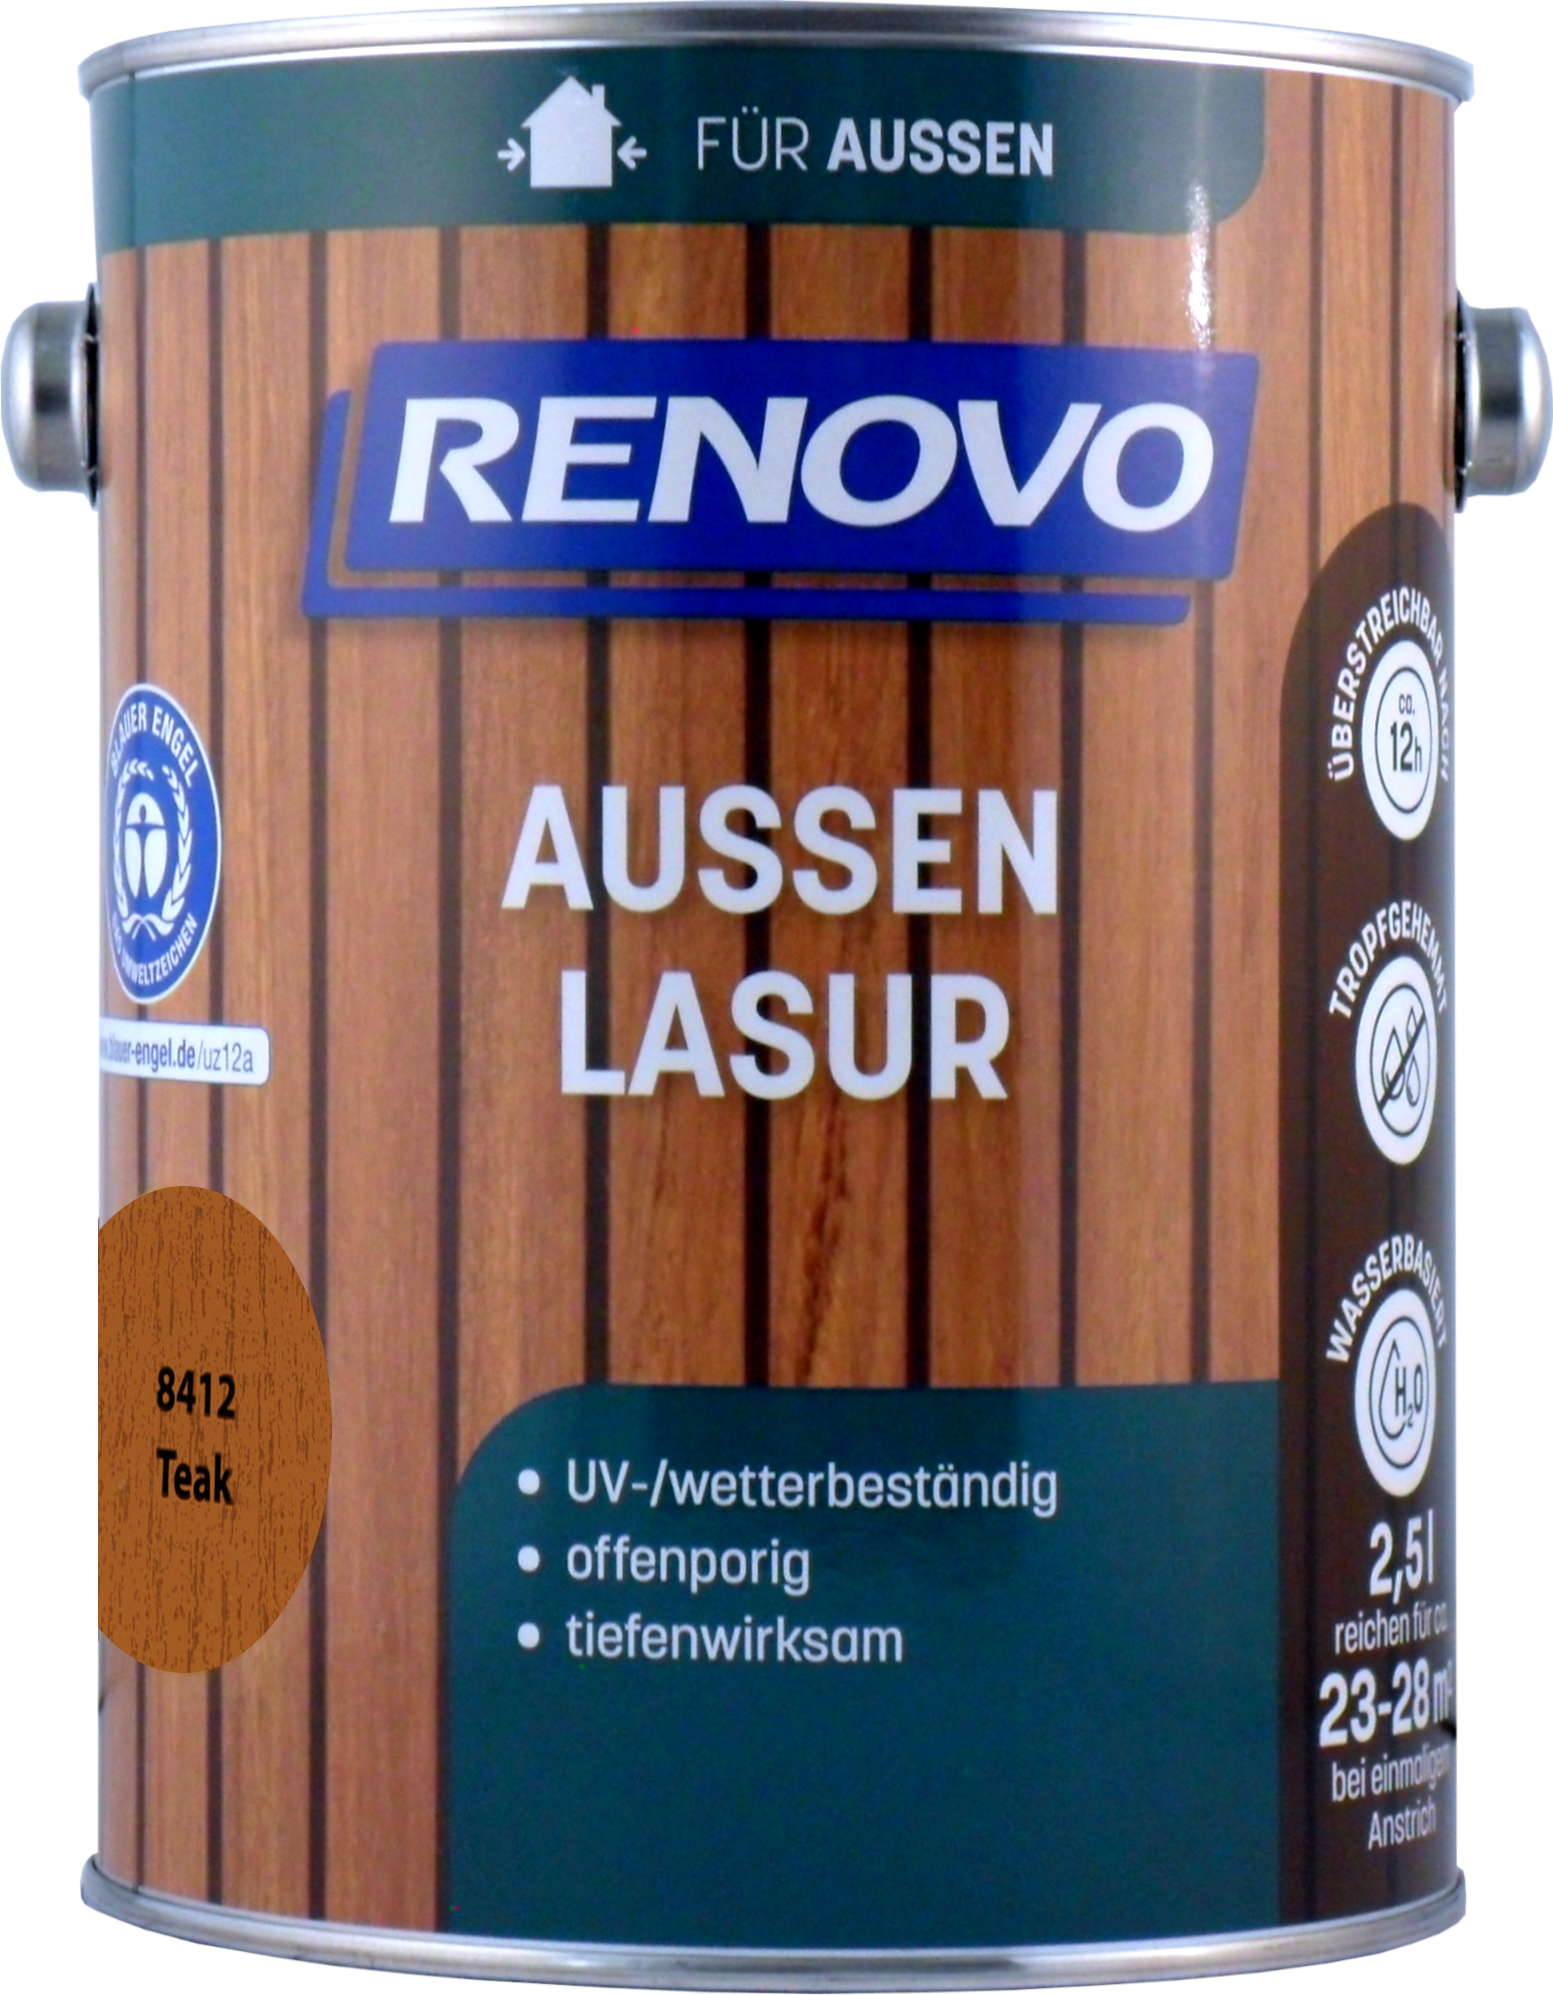 FÜR AUSSEN
RENOVO
AUSSEN
LASUR
BLAUER ENGEL
UMWELTZEICHEN
blauer-engel.de/uz12a
8412
Teak
• UV-/wetterbeständig
• offenporig
• tiefenwirksam
ÜBERSTREICHBAR NACH
ca.
12h
TROPFGEHEMMT
WASSERBASIERT
H₂O
2,5l
reichen für ca.
23-28 m²
bei einmaligem
Anstrich